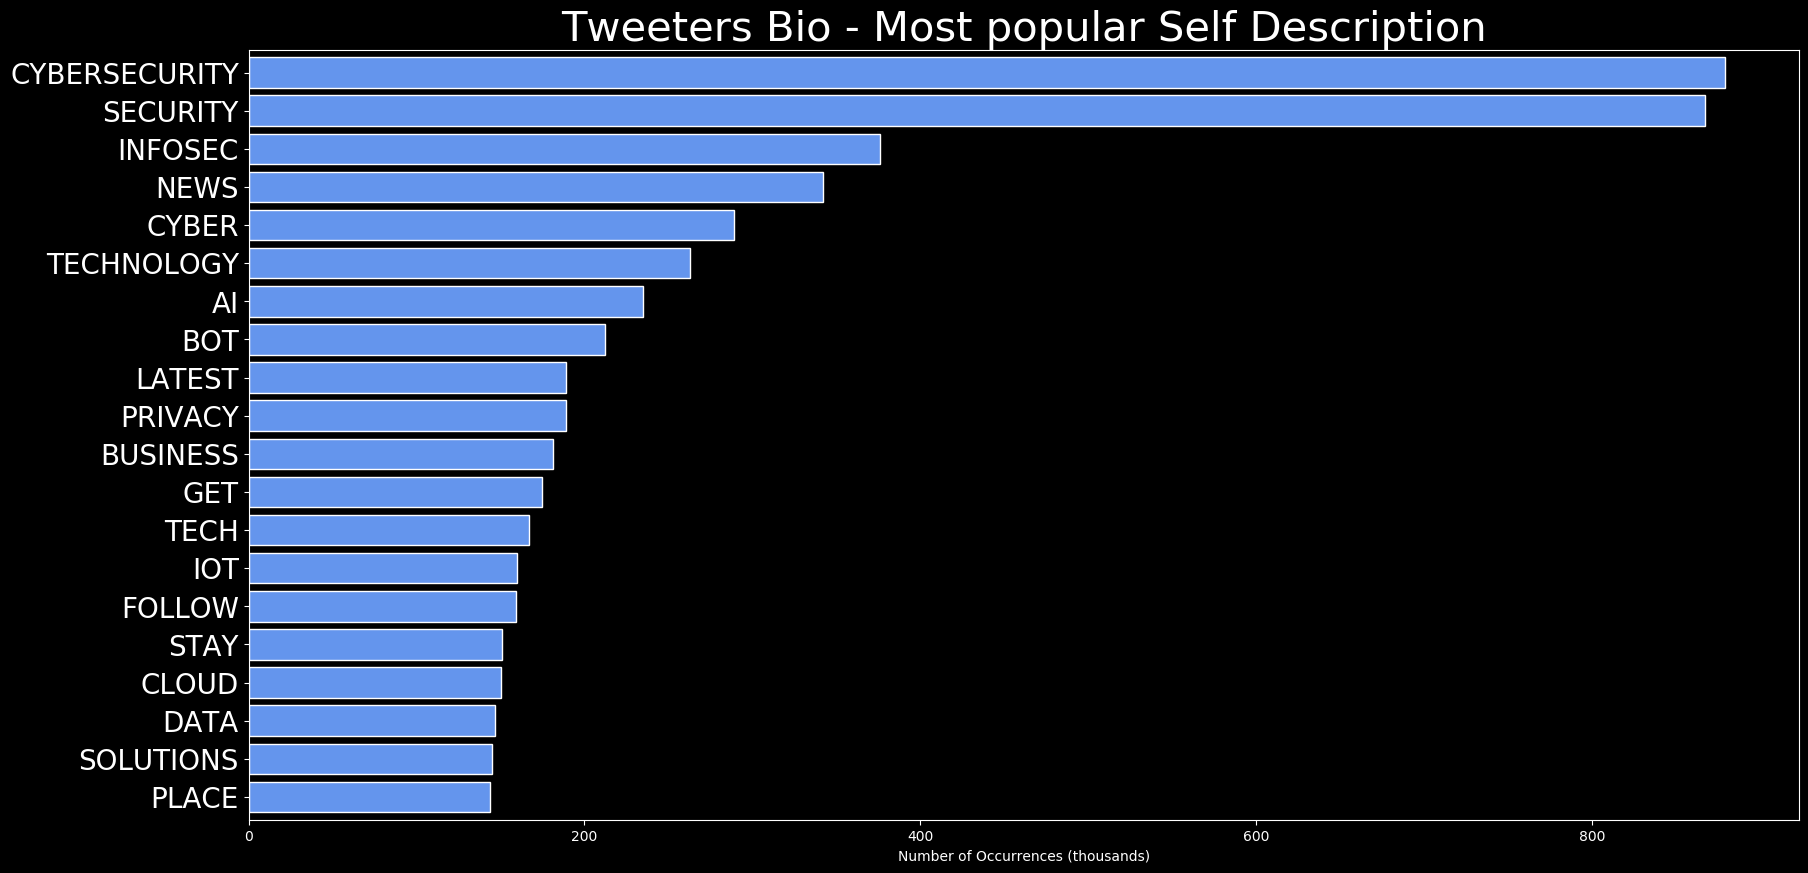 Tweeters Bio - Most popular Self Description
CYBERSECURITY
SECURITY
INFOSEC
NEWS
CYBER
TECHNOLOGY
AI
BOT
LATEST
PRIVACY
BUSINESS
GET
TECH
IOT
FOLLOW
STAY
CLOUD
DATA
SOLUTIONS
PLACE
0 200 400 600 800
Number of Occurrences (thousands)